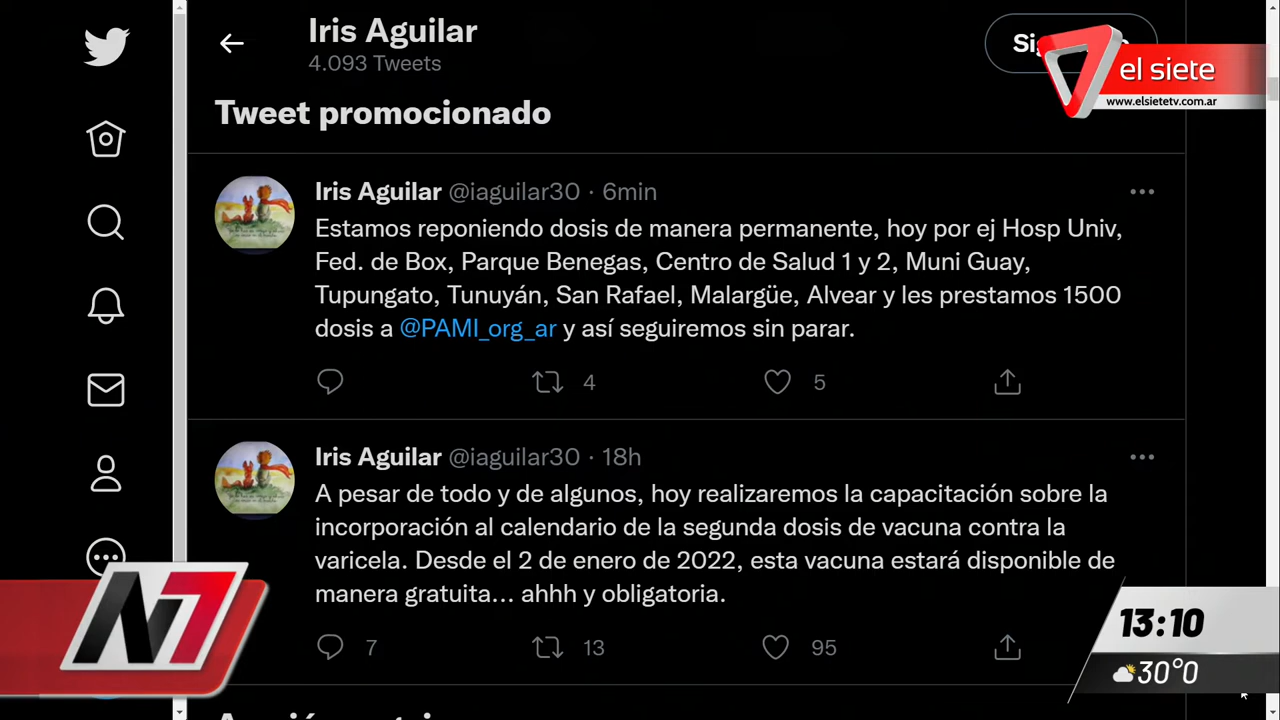 Iris Aguilar
4.093 Tweets
el siete
www.elsietetv.com.ar
Tweet promocionado
Iris Aguilar @iaguilar30 · 6min
Estamos reponiendo dosis de manera permanente, hoy por ej Hosp Univ,
Fed. de Box, Parque Benegas, Centro de Salud 1 y 2, Muni Guay,
Tupungato, Tunuyán, San Rafael, Malargüe, Alvear y les prestamos 1500
dosis a @PAMI_org_ar y así seguiremos sin parar.
4 5
Iris Aguilar @iaguilar30 · 18h
A pesar de todo y de algunos, hoy realizaremos la capacitación sobre la
incorporación al calendario de la segunda dosis de vacuna contra la
varicela. Desde el 2 de enero de 2022, esta vacuna estará disponible de
manera gratuita... ahhh y obligatoria.
7 13 95
N7
13:10
30°0